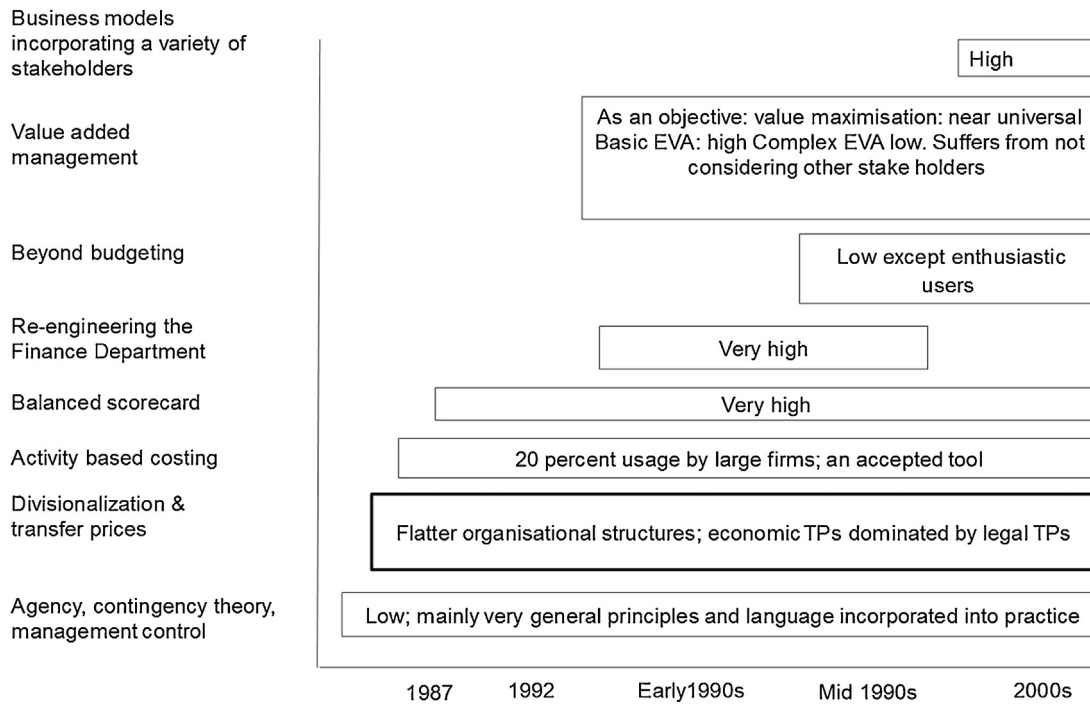 Business models
incorporating a variety of
stakeholders
High
Value added
management
As an objective: value maximisation: near universal
Basic EVA: high Complex EVA low. Suffers from not
considering other stake holders
Beyond budgeting
Low except enthusiastic
users
Re-engineering the
Finance Department
Very high
Balanced scorecard
Very high
Activity based costing
20 percent usage by large firms; an accepted tool
Divisionalization &
transfer prices
Flatter organisational structures; economic TPs dominated by legal TPs
Agency, contingency theory,
management control
Low; mainly very general principles and language incorporated into practice
1987 1992 Early1990s Mid 1990s 2000s